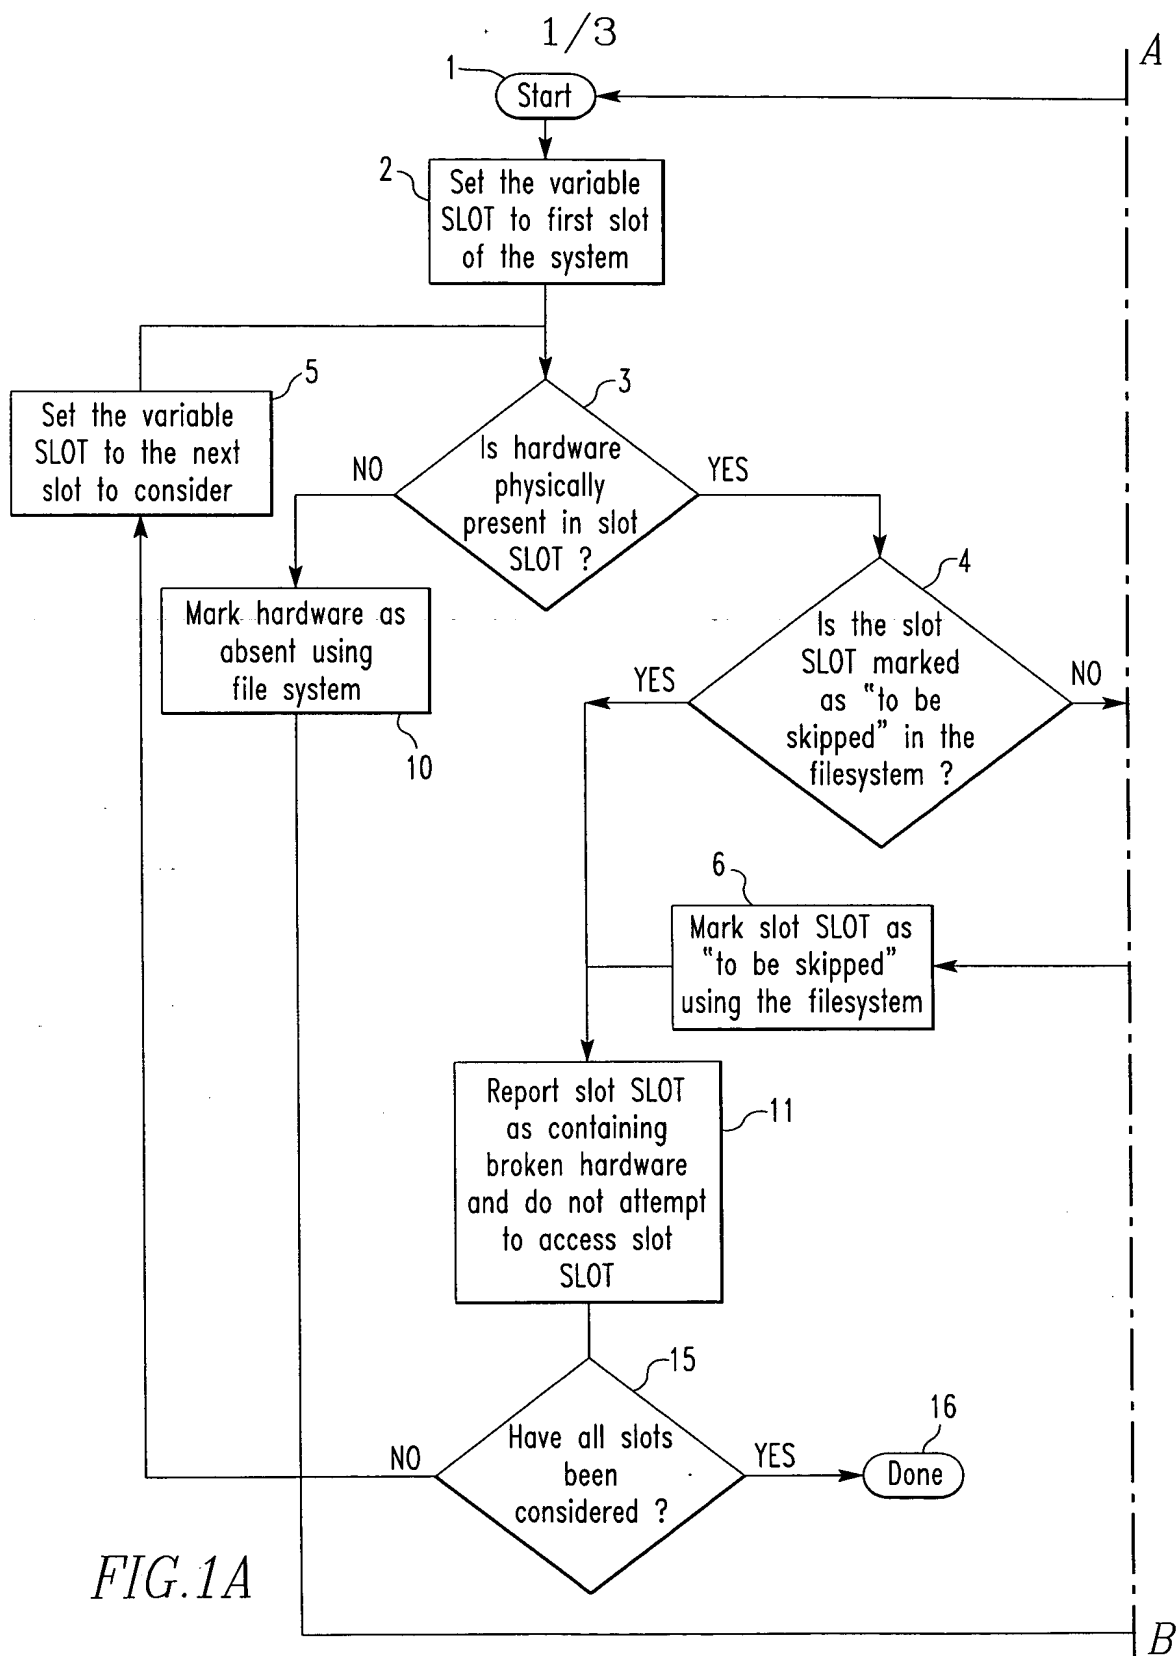 1/3
A
1
Start
2
Set the variable
SLOT to first slot
of the system
5
Set the variable
SLOT to the next
slot to consider
3
Is hardware
physically
present in slot
SLOT ?
NO
YES
Mark hardware as
absent using
file system
10
4
Is the slot
SLOT marked
as "to be
skipped" in the
filesystem ?
YES
NO
6
Mark slot SLOT as
"to be skipped"
using the filesystem
Report slot SLOT
as containing
broken hardware
and do not attempt
to access slot
SLOT
11
15
Have all slots
been
considered ?
NO
YES
16
Done
FIG.1A
B